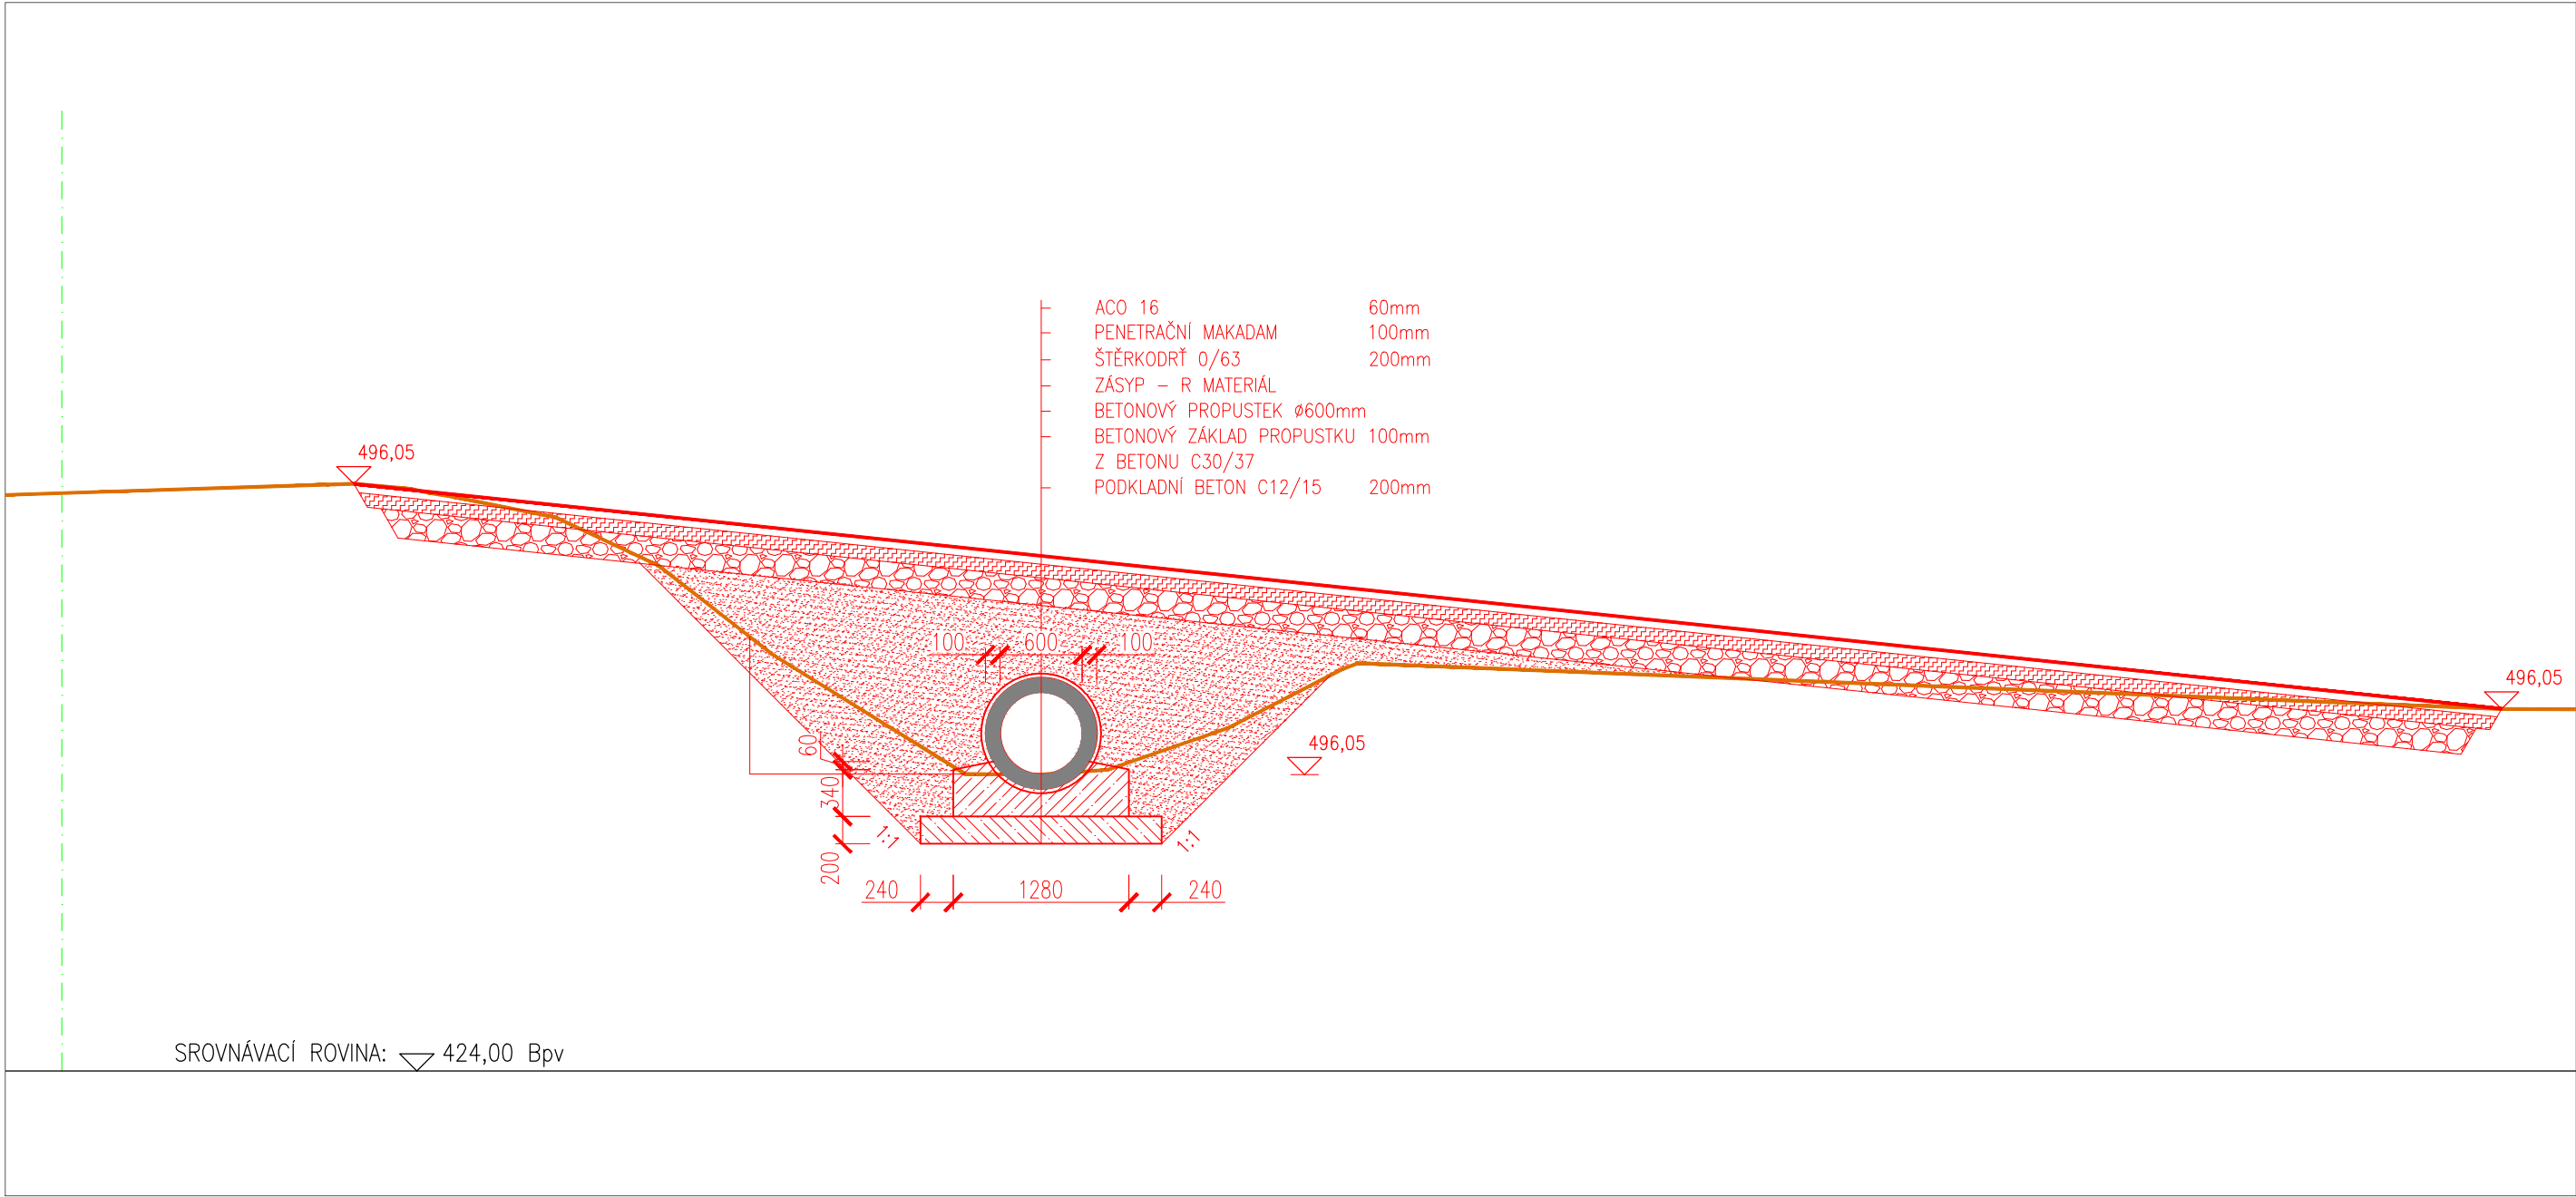 ACO 16 60mm
PENETRAČNÍ MAKADAM 100mm
ŠTĚRKODRŤ 0/63 200mm
ZÁSYP – R MATERIÁL
BETONOVÝ PROPUSTEK ø600mm
BETONOVÝ ZÁKLAD PROPUSTKU 100mm
Z BETONU C30/37
PODKLADNÍ BETON C12/15 200mm
496,05
100 600 100
496,05
496,05
60
340
200
1:1
1:1
240 1280 240
SROVNÁVACÍ ROVINA: 424,00 Bpv